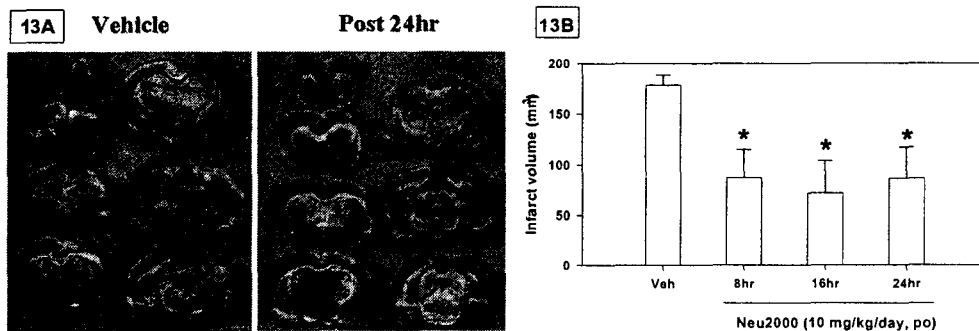 13A Vehicle Post 24hr
13B
200
150
100
50
0
Infarct volume (mm³)
* * *
Veh 8hr 16hr 24hr
Neu2000 (10 mg/kg/day, po)